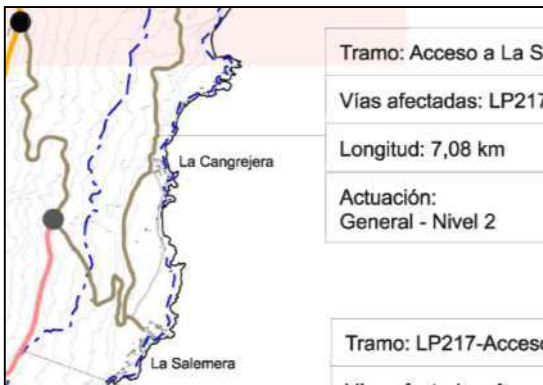 Tramo: Acceso a La S
Vías afectadas: LP217
La Cangrejera
Longitud: 7,08 km
Actuación:
General - Nivel 2
Tramo: LP217-Acceso
La Salemera